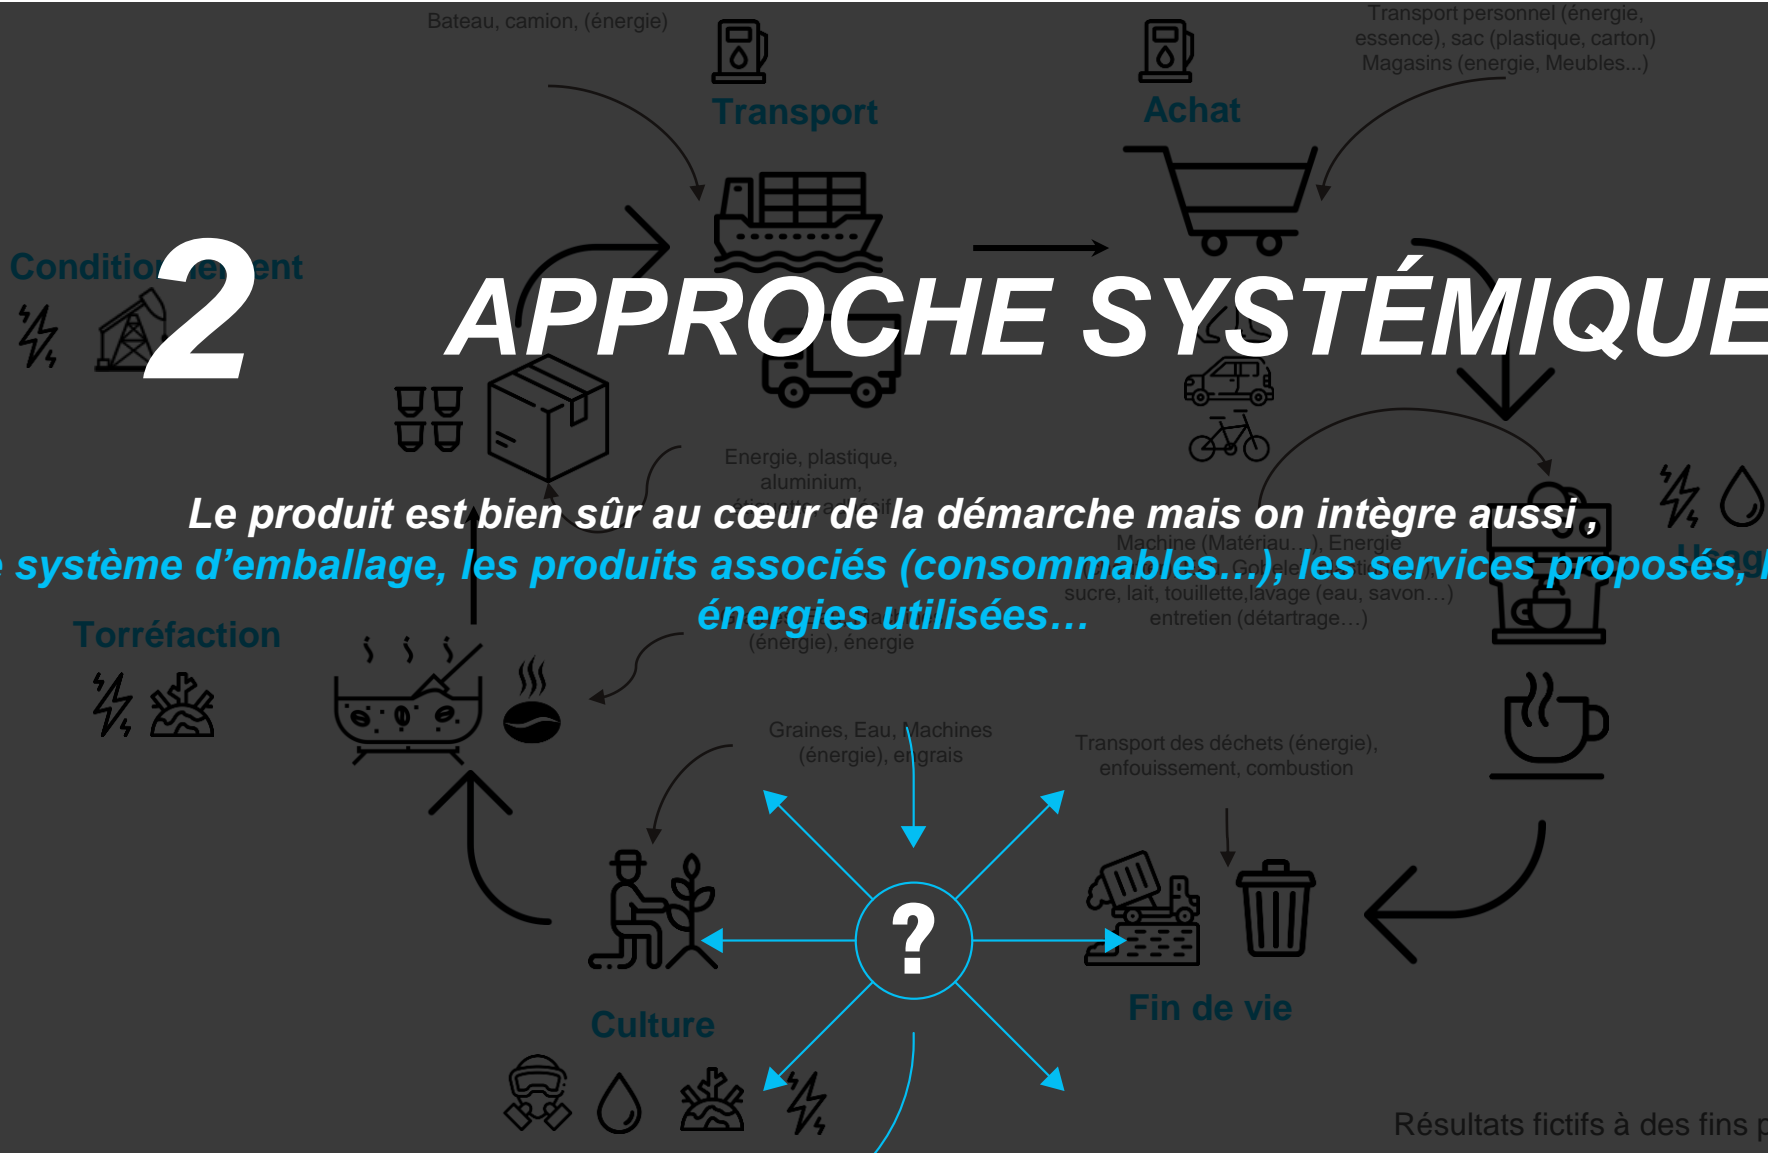 Bateau, camion, (énergie)
Transport personnel (énergie,
essence), sac (plastique, carton)
Magasins (energie, Meubles...)
Transport
Achat
Conditionnement
2 APPROCHE SYSTÉMIQUE
Energie, plastique,
aluminium,
Le produit est bien sûr au cœur de la démarche mais on intègre aussi ,
Machine (Matériau…), Energie
système d’emballage, les produits associés (consommables…), les services proposés,
sucre, lait, touillette,lavage (eau, savon…)
énergies utilisées…
entretien (détartrage…)
Torréfaction
(énergie), énergie
Graines, Eau, Machines
(énergie), engrais
Transport des déchets (énergie),
enfouissement, combustion
?
Culture
Fin de vie
Résultats fictifs à des fins